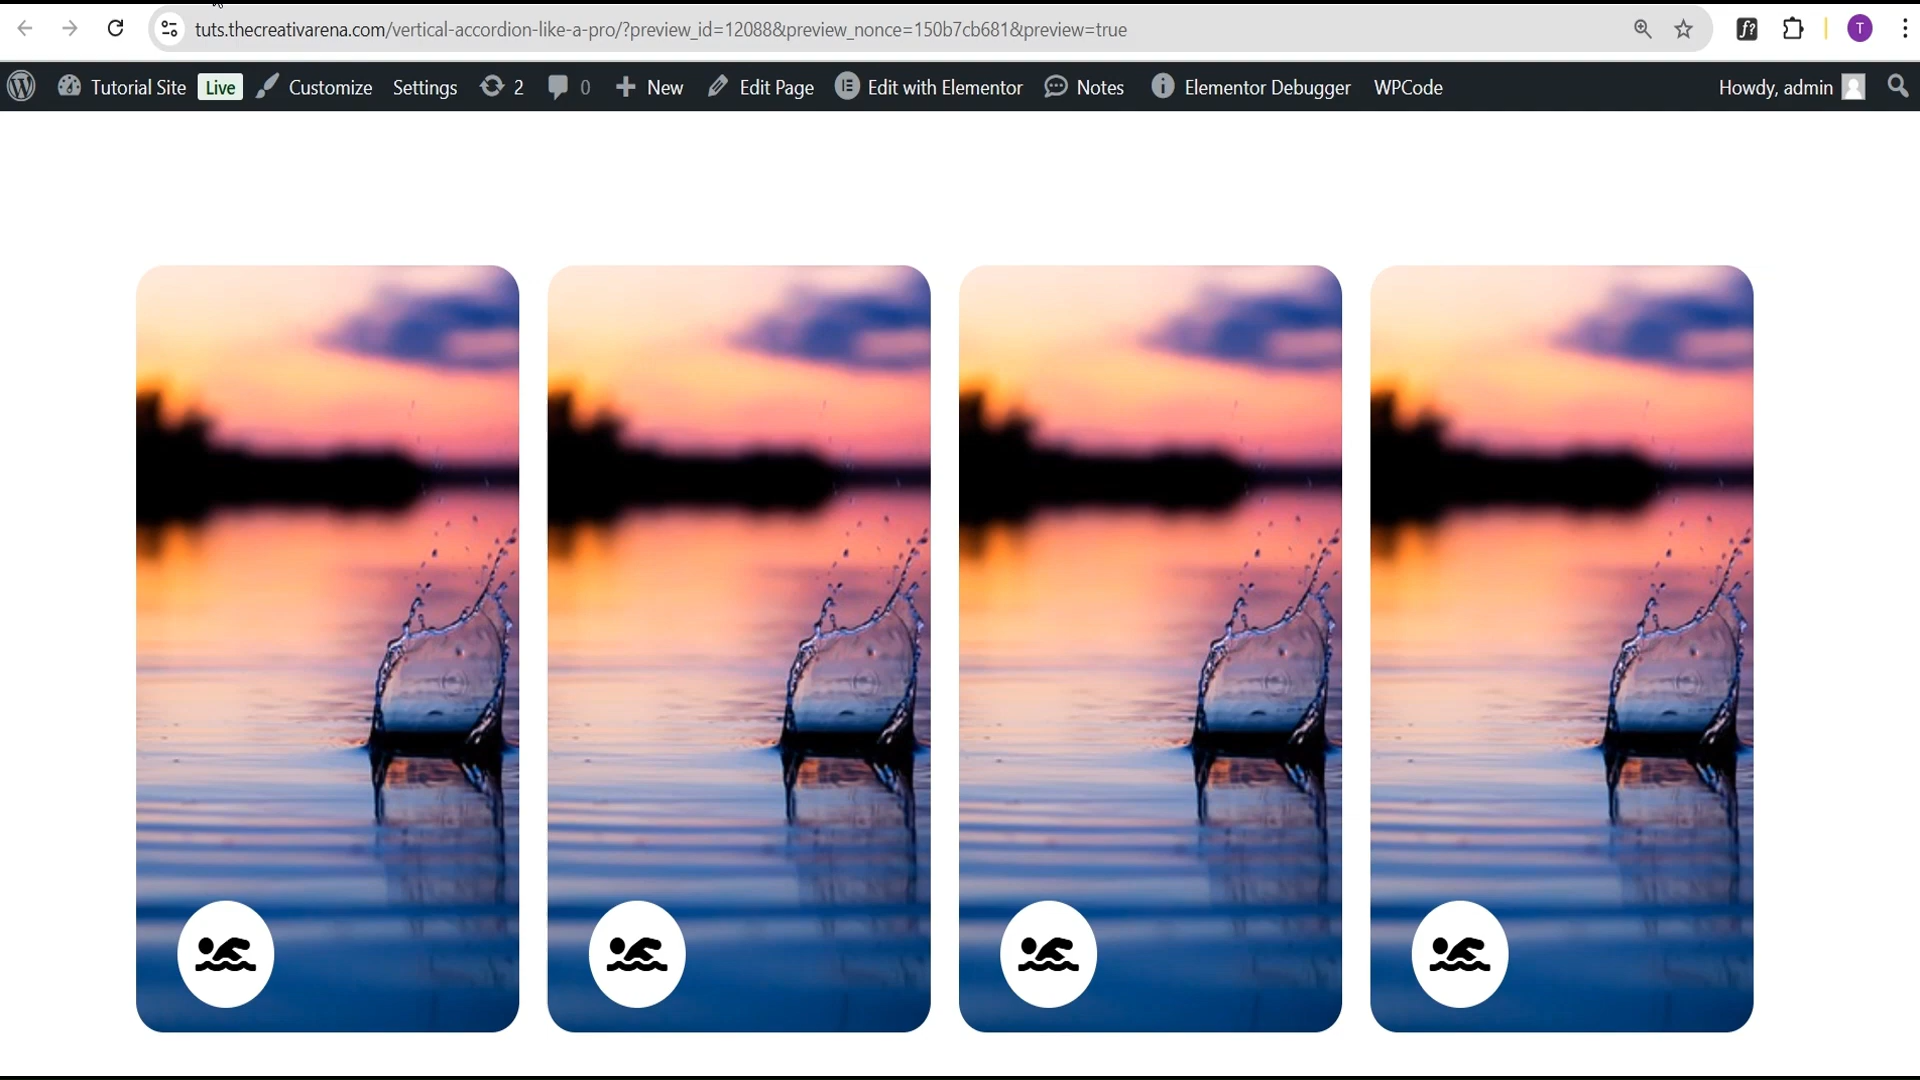 tuts.thecreativarena.com/vertical-accordion-like-a-pro/?preview_id=12088&preview_nonce=150b7cb681&preview=true
f?
T
Tutorial Site Live Customize Settings 2 0 New Edit Page Edit with Elementor Notes Elementor Debugger WPCode Howdy, admin